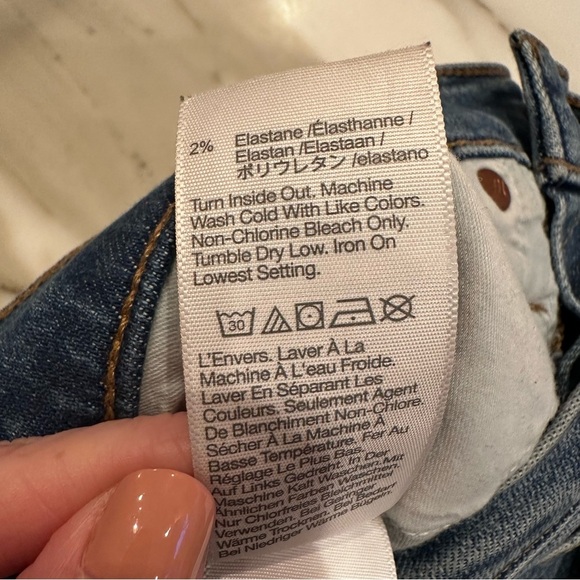 2%
Elastane /Élasthanne /
Elastan /Elastaan /
ポリウレタン /elastano
Turn Inside Out. Machine
Wash Cold With Like Colors.
Non-Chlorine Bleach Only.
Tumble Dry Low. Iron On
Lowest Setting.
30
L'Envers. Laver À La
Machine À L'eau Froide.
Laver En Séparant Les
Couleurs. Seulement Agent
De Blanchiment Non-Chlore.
Sécher À La Machine À
Basse Température. Fer Au
Réglage Le Plus Bas.
Auf Links Gedreht. In Der
Maschine Kalt Waschen. Mit
Ähnlichen Farben Waschen.
Nur Chlorfreies Bleichmittel
Verwenden. Bei Geringer
Wärme Trocknen. Bei Bedarf
Bei Niedriger Wärme Bügeln.